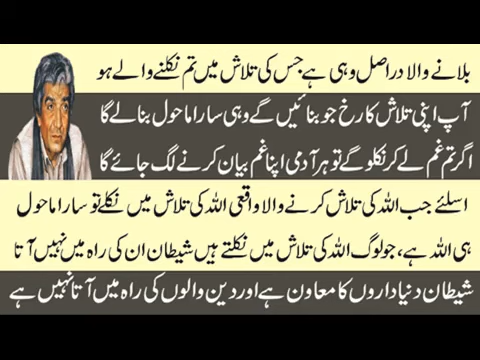 بلانے والا دراصل وہی ہے جس کی تلاش میں تم نکلنے والے ہو
آپ اپنی تلاش کا رخ جو بنائیں گے وہی سارا ماحول بنا لے گا
اگر تم غم لے کر نکلو گے تو ہر آدمی اپنا غم بیان کرنے لگ جائے گا
اسلئے جب اللہ کی تلاش کرنے والا واقعی اللہ کی تلاش میں نکلے تو سارا ماحول
ہی اللہ ہے، جو لوگ اللہ کی تلاش میں نکلتے ہیں شیطان ان کی راہ میں نہیں آتا
شیطان دنیا داروں کا معاون ہے اور دین والوں کی راہ میں آتا نہیں ہے